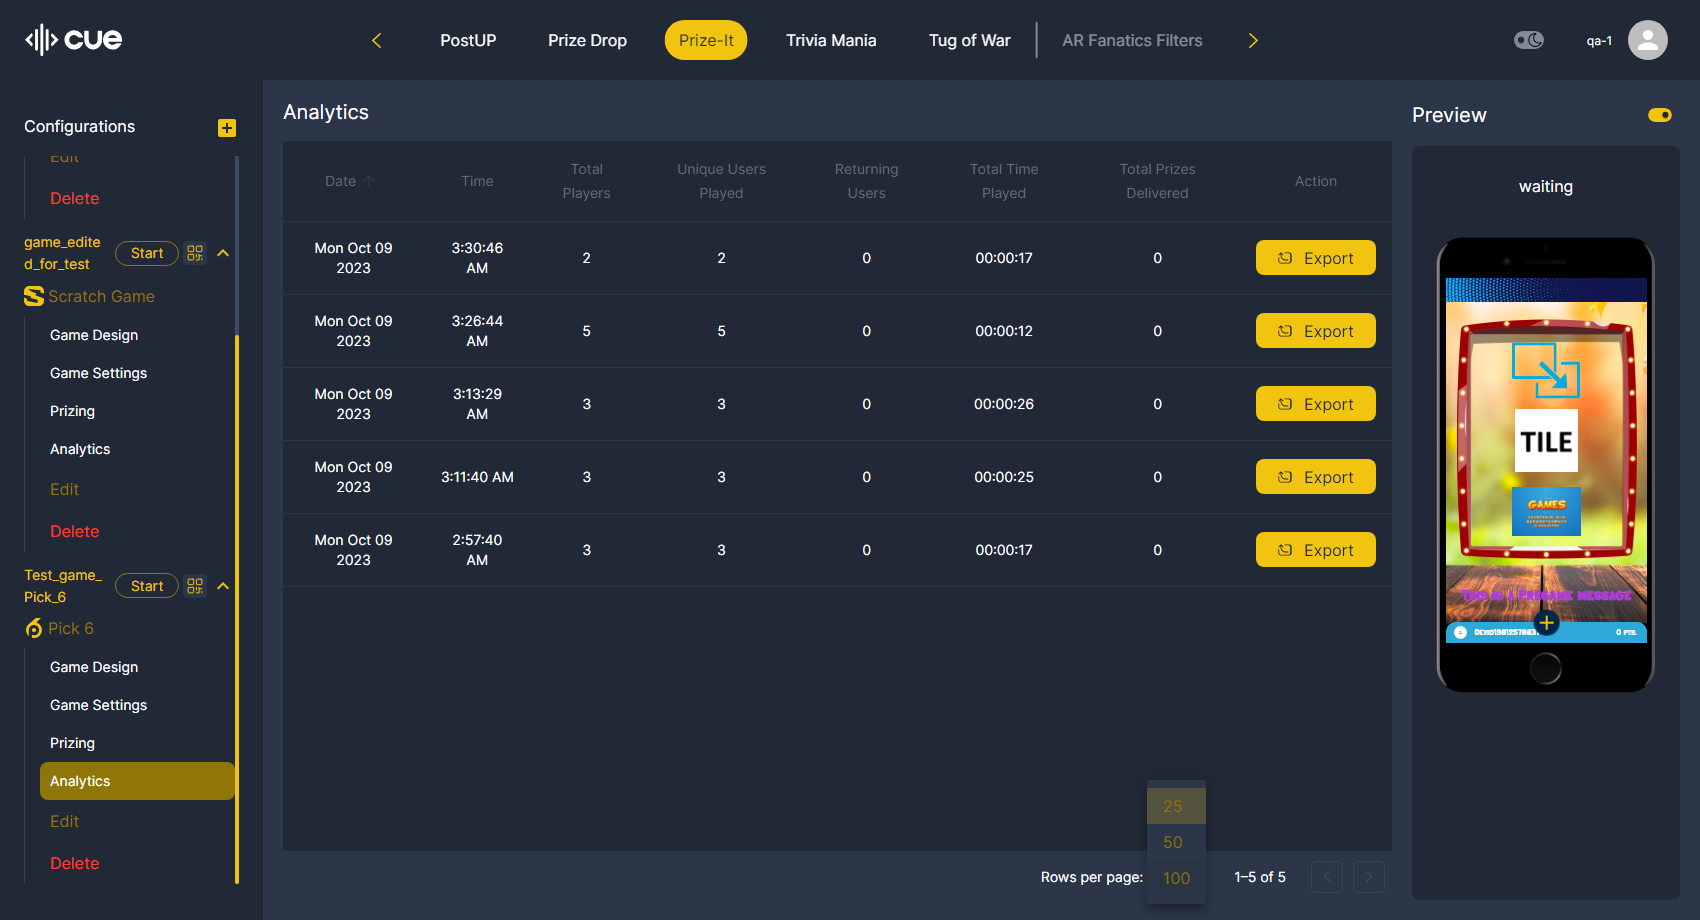 cue
PostUP
Prize Drop
Prize-It
Trivia Mania
Tug of War
AR Fanatics Filters
qa-1
Configurations
Edit
Delete
game_edite
d_for_test
Start
Scratch Game
Game Design
Game Settings
Prizing
Analytics
Edit
Delete
Test_game_
Pick_6
Start
Pick 6
Game Design
Game Settings
Prizing
Analytics
Edit
Delete
Analytics
Date
Time
Total
Players
Unique Users
Played
Returning
Users
Total Time
Played
Total Prizes
Delivered
Action
Mon Oct 09
2023
3:30:46
AM
2
2
0
00:00:17
0
Export
Mon Oct 09
2023
3:26:44
AM
5
5
0
00:00:12
0
Export
Mon Oct 09
2023
3:13:29
AM
3
3
0
00:00:26
0
Export
Mon Oct 09
2023
3:11:40 AM
3
3
0
00:00:25
0
Export
Mon Oct 09
2023
2:57:40
AM
3
3
0
00:00:17
0
Export
25
50
100
Rows per page:
1–5 of 5
Preview
waiting
TILE
GAMES
This is a Pregame message
0 pts.